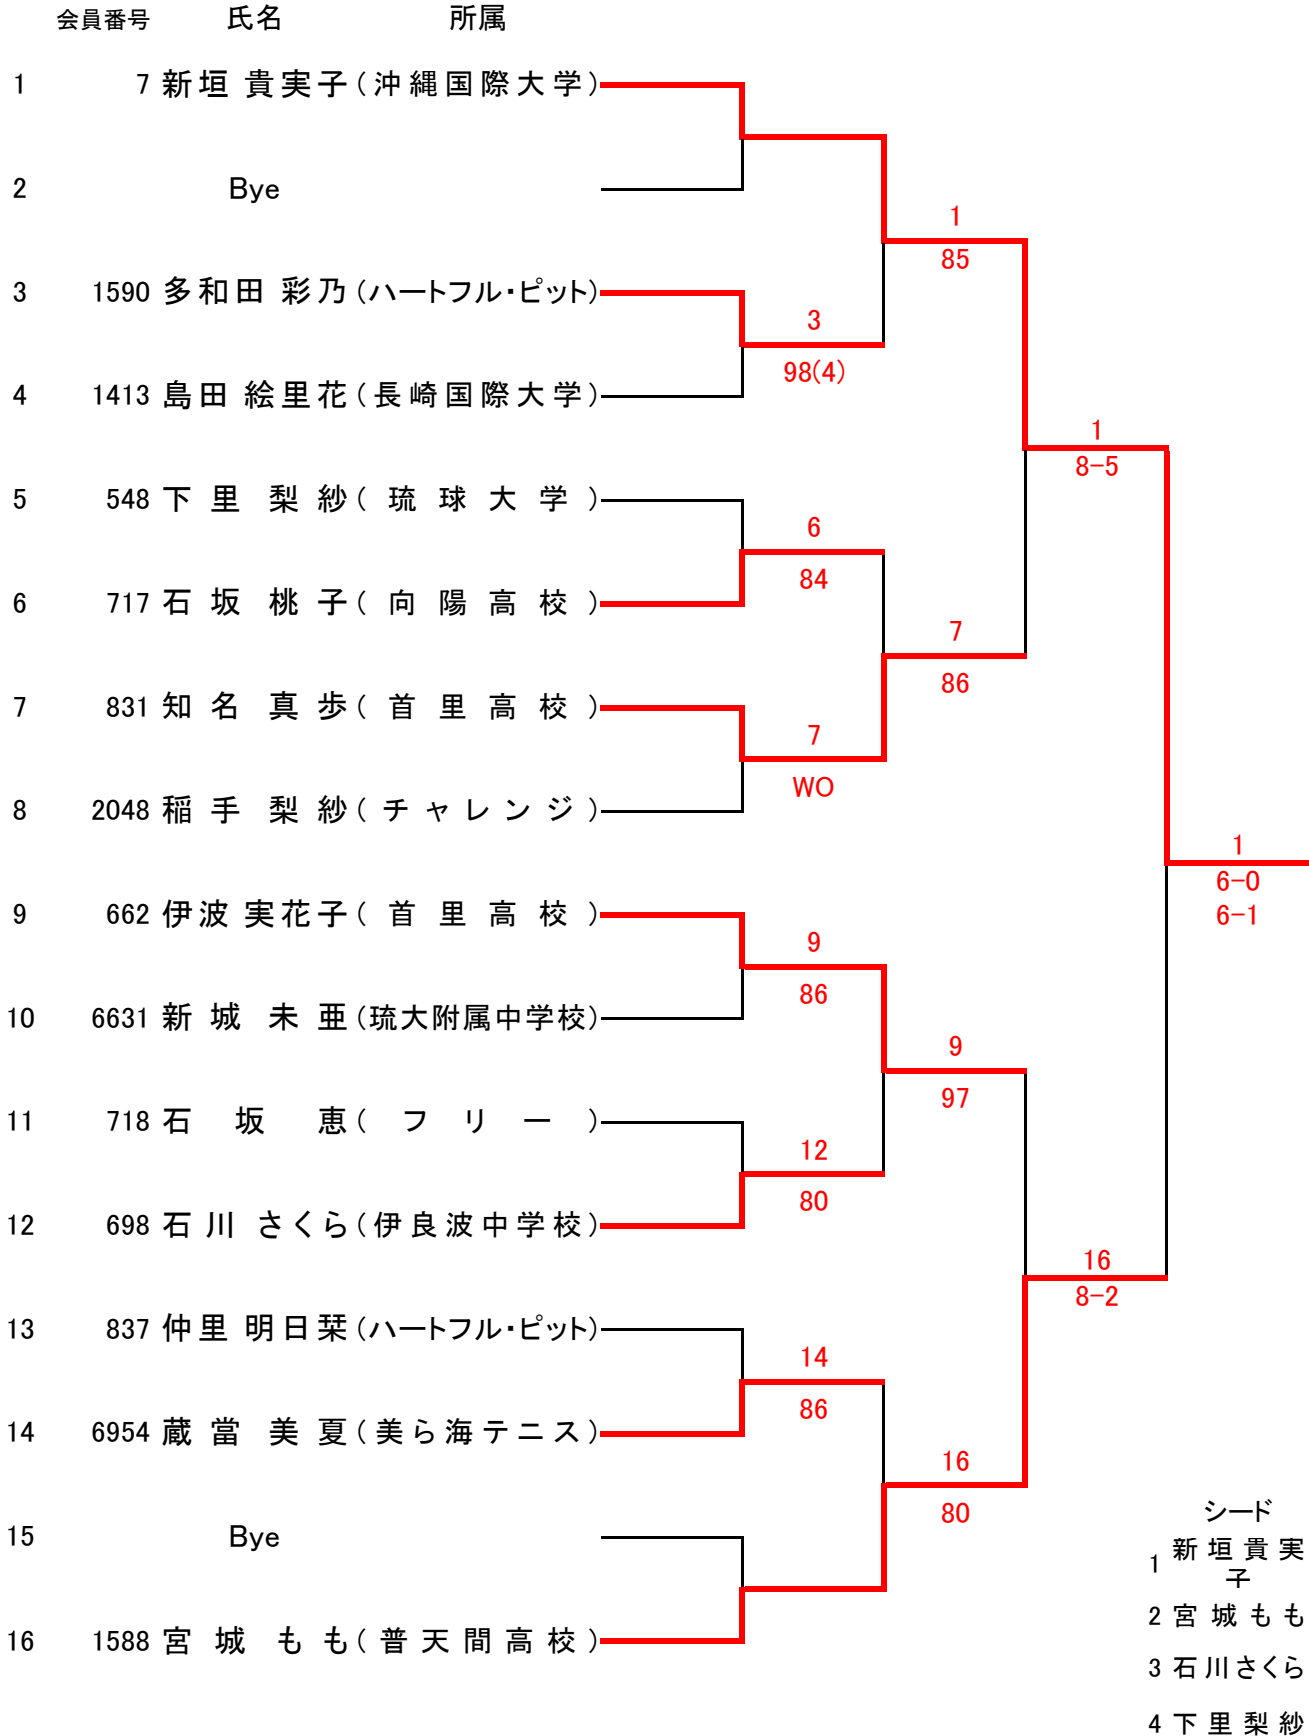 会員番号 氏名 所属
1 7 新垣 貴実子(沖縄国際大学)
2 Bye
1
85
3 1590 多和田 彩乃(ハートフル・ピット)
3
98(4)
4 1413 島田 絵里花(長崎国際大学)
1
8-5
5 548 下里 梨紗(琉球大学)
6
84
6 717 石坂 桃子(向陽高校)
7
86
7 831 知名 真歩(首里高校)
7
WO
8 2048 稲手 梨紗(チャレンジ)
1
6-0
6-1
9 662 伊波 実花子(首里高校)
9
86
10 6631 新城 未亜(琉大附属中学校)
9
97
11 718 石坂 恵(フリー)
12
80
12 698 石川 さくら(伊良波中学校)
16
8-2
13 837 仲里 明日栞(ハートフル・ピット)
14
86
14 6954 蔵當 美夏(美ら海テニス)
16
80
15 Bye
16 1588 宮城 もも(普天間高校)
シード
1 新垣貴実
子
2 宮城もも
3 石川さくら
4 下里梨紗